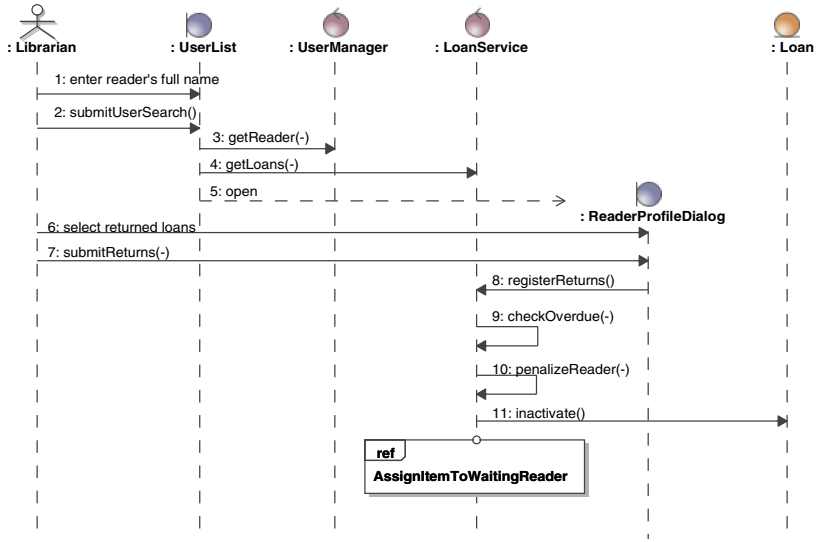 : Librarian
: UserList
: UserManager
: LoanService
: Loan
1: enter reader's full name
2: submitUserSearch()
3: getReader(-)
4: getLoans(-)
5: open
: ReaderProfileDialog
6: select returned loans
7: submitReturns(-)
8: registerReturns()
9: checkOverdue(-)
10: penalizeReader(-)
11: inactivate()
ref
AssignItemToWaitingReader